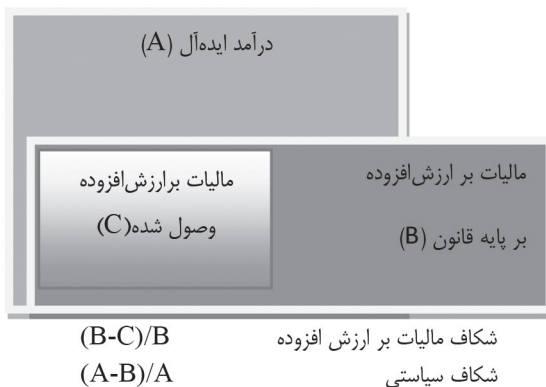 درآمد ایده‌آل (A)
مالیات بر ارزش‌افزوده
بر پایه قانون (B)
مالیات برارزش‌افزوده
وصول شده(C)
شکاف مالیات بر ارزش افزوده (B-C)/B
شکاف سیاستی (A-B)/A